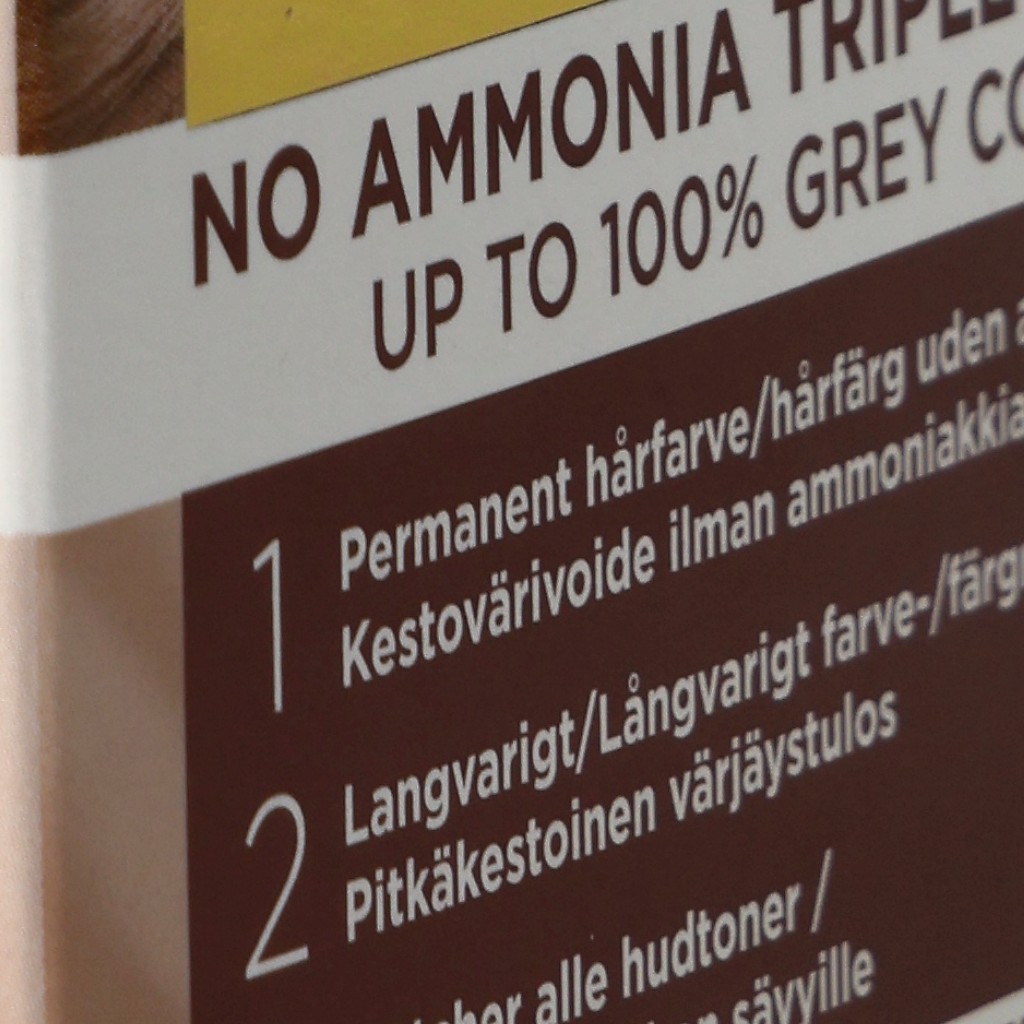 NO AMMONIA TRIPLE
UP TO 100% GREY
1 Permanent hårfarve/hårfärg uden
Kestovärivoide ilman
2 Langvarigt/Långvarigt farve-/
Pitkäkestoinen värjäystulos
alle hudtoner /
sävyille